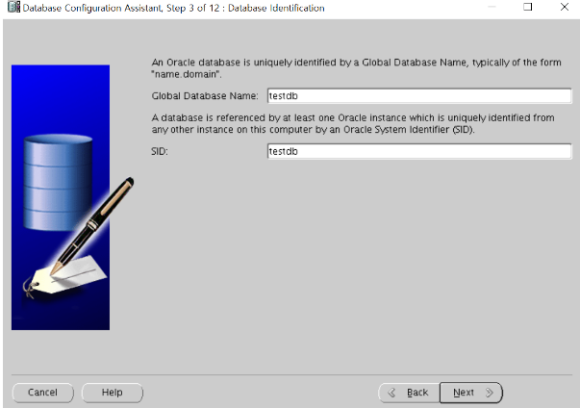 Database Configuration Assistant, Step 3 of 12 : Database Identification
An Oracle database is uniquely identified by a Global Database Name, typically of the form
"name.domain".
Global Database Name: testdb
A database is referenced by at least one Oracle instance which is uniquely identified from
any other instance on this computer by an Oracle System Identifier (SID).
SID: testdb
Cancel Help Back Next